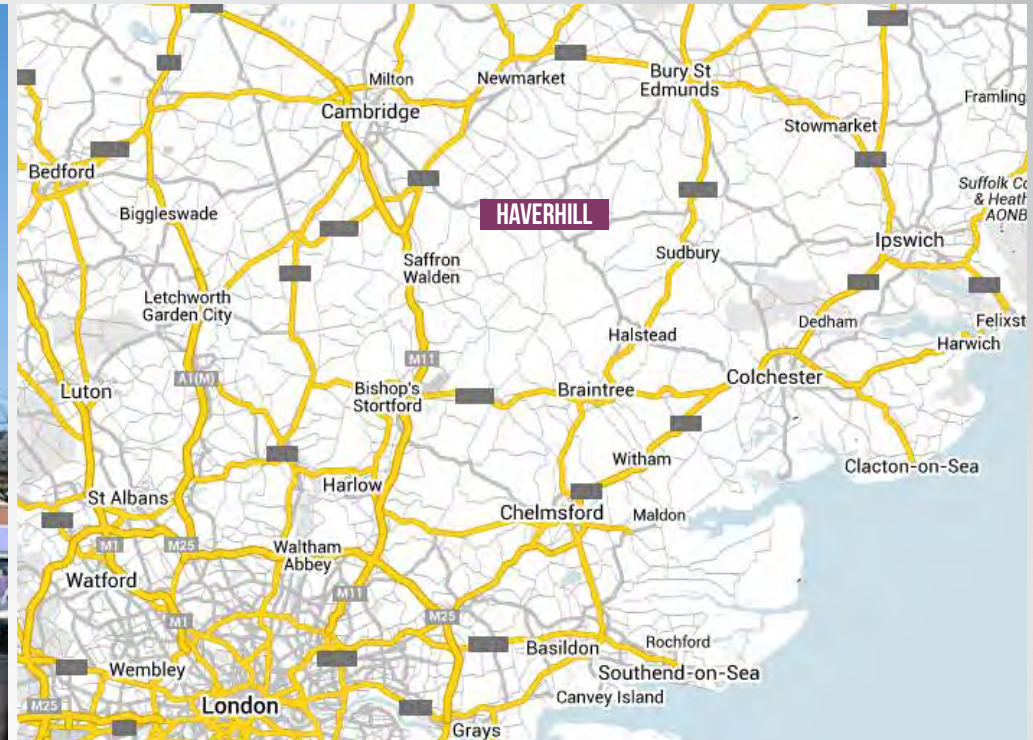 Milton
Newmarket
Bury St
Edmunds
Cambridge
Framling
Stowmarket
Bedford
Suffolk Co
& Heath
AONB
Biggleswade
HAVERHILL
Ipswich
Saffron
Walden
Sudbury
Letchworth
Garden City
Dedham
Felixst
Halstead
Harwich
M11
A1(M)
Luton
Bishop's
Stortford
Braintree
Colchester
Witham
Clacton-on-Sea
St Albans
Harlow
Chelmsford
Maldon
M1
M25
Waltham
Abbey
Watford
M11
M1
M25
Rochford
Basildon
Wembley
Southend-on-Sea
Canvey Island
M25
London
Grays